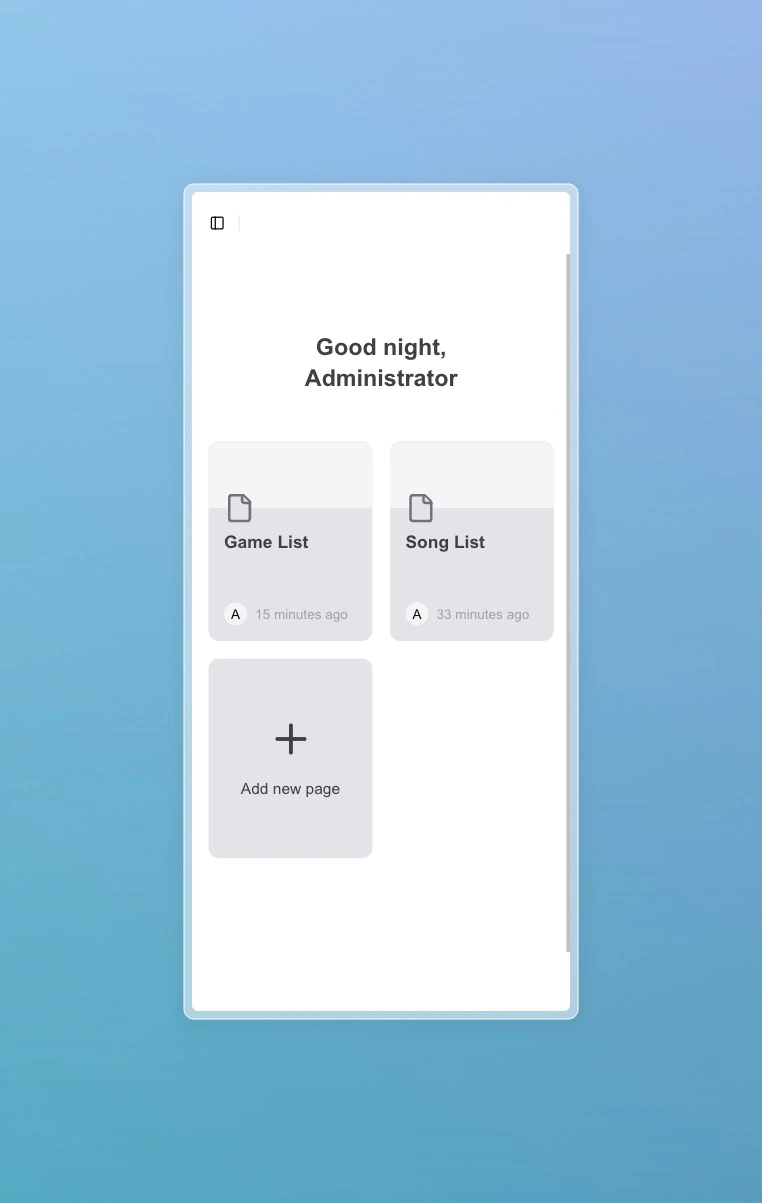 Good night,
Administrator
Game List
A 15 minutes ago
Song List
A 33 minutes ago
Add new page